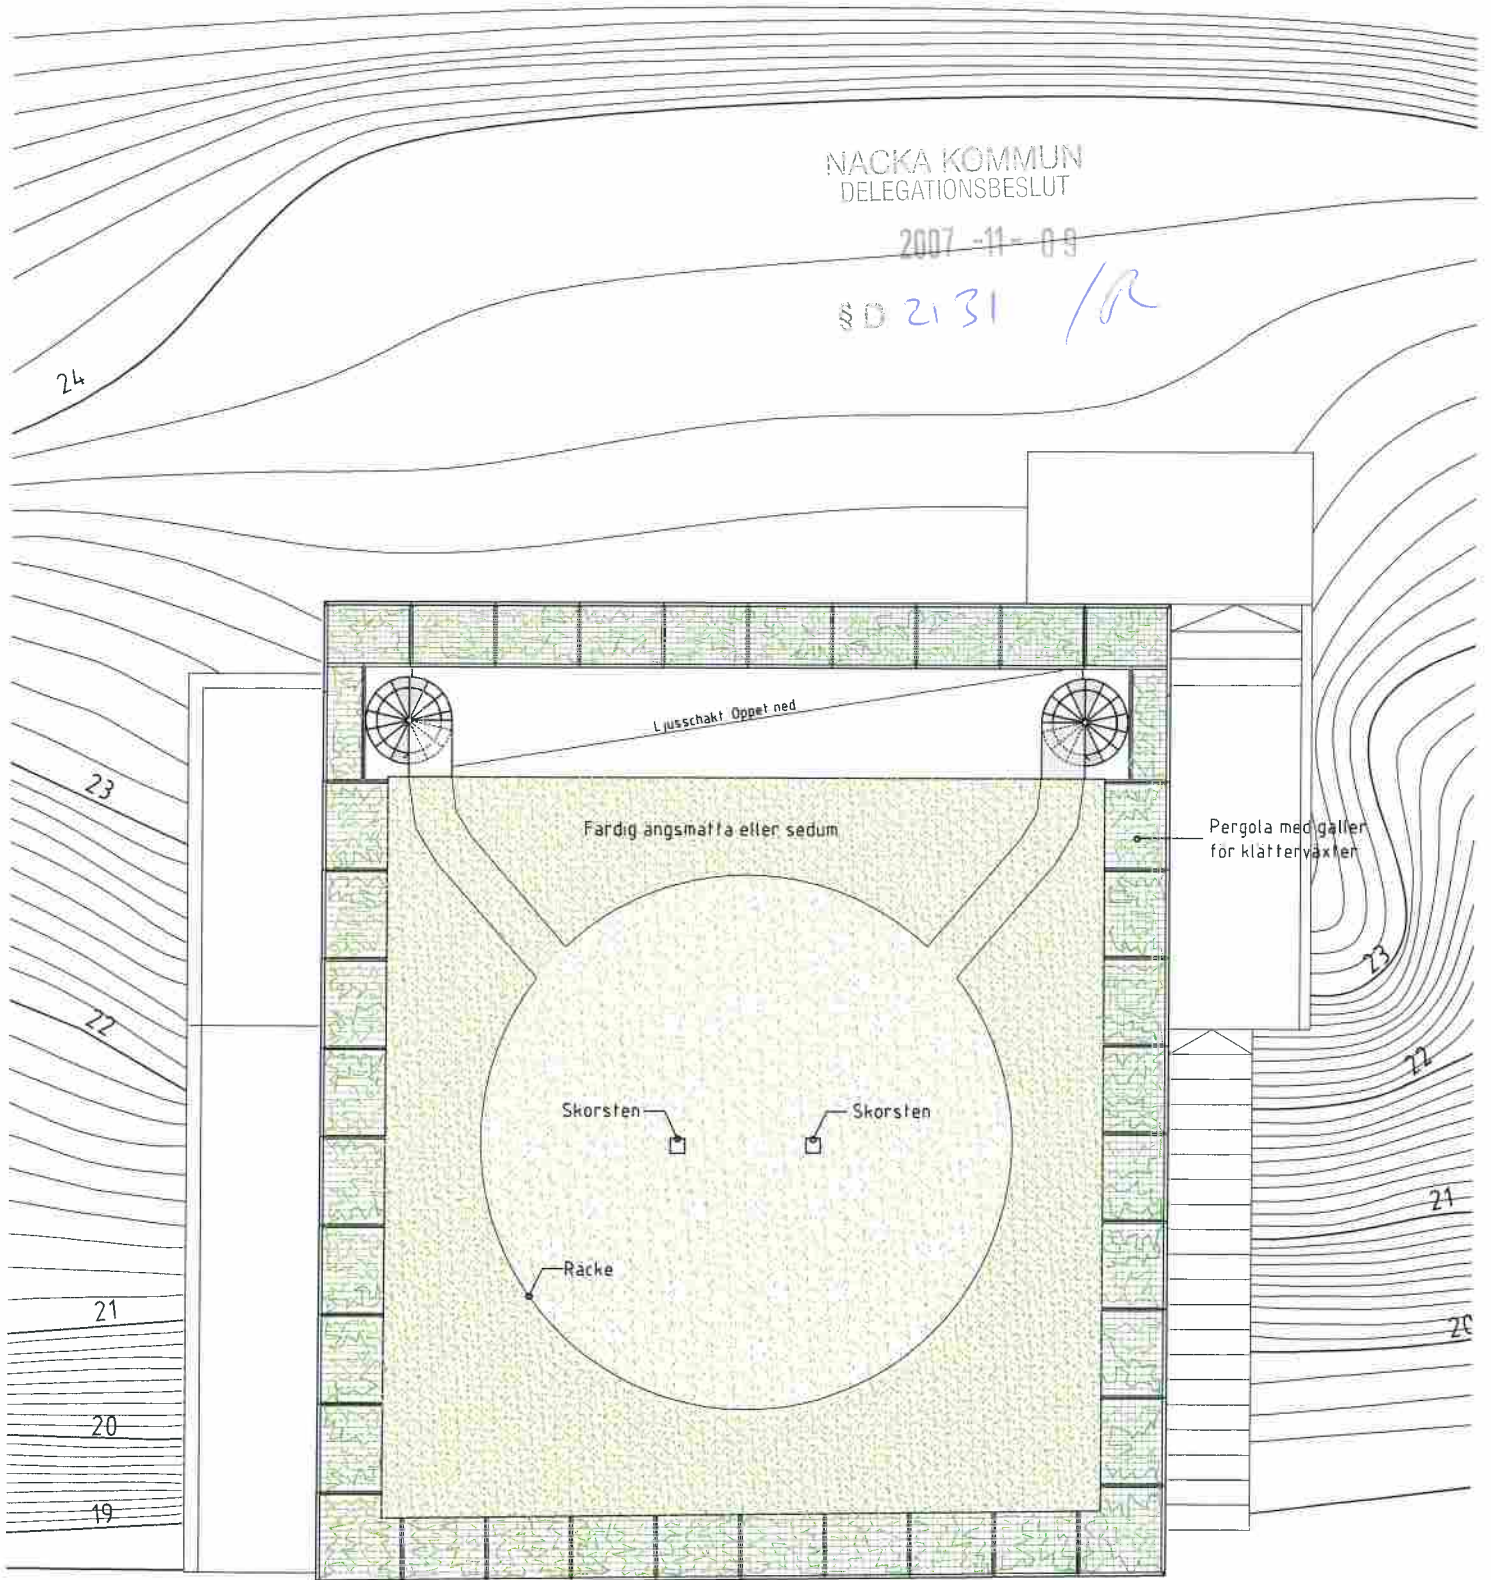 NACKA KOMMUN
DELEGATIONSBESLUT
2007 -11- 09
§ D 2131
24
Ljusschakt Öppet ned
23
Färdig ängsmatta eller sedum
Pergola med galler
för klätterväxter
23
22
22
Skorsten
Skorsten
21
Räcke
21
20
20
19